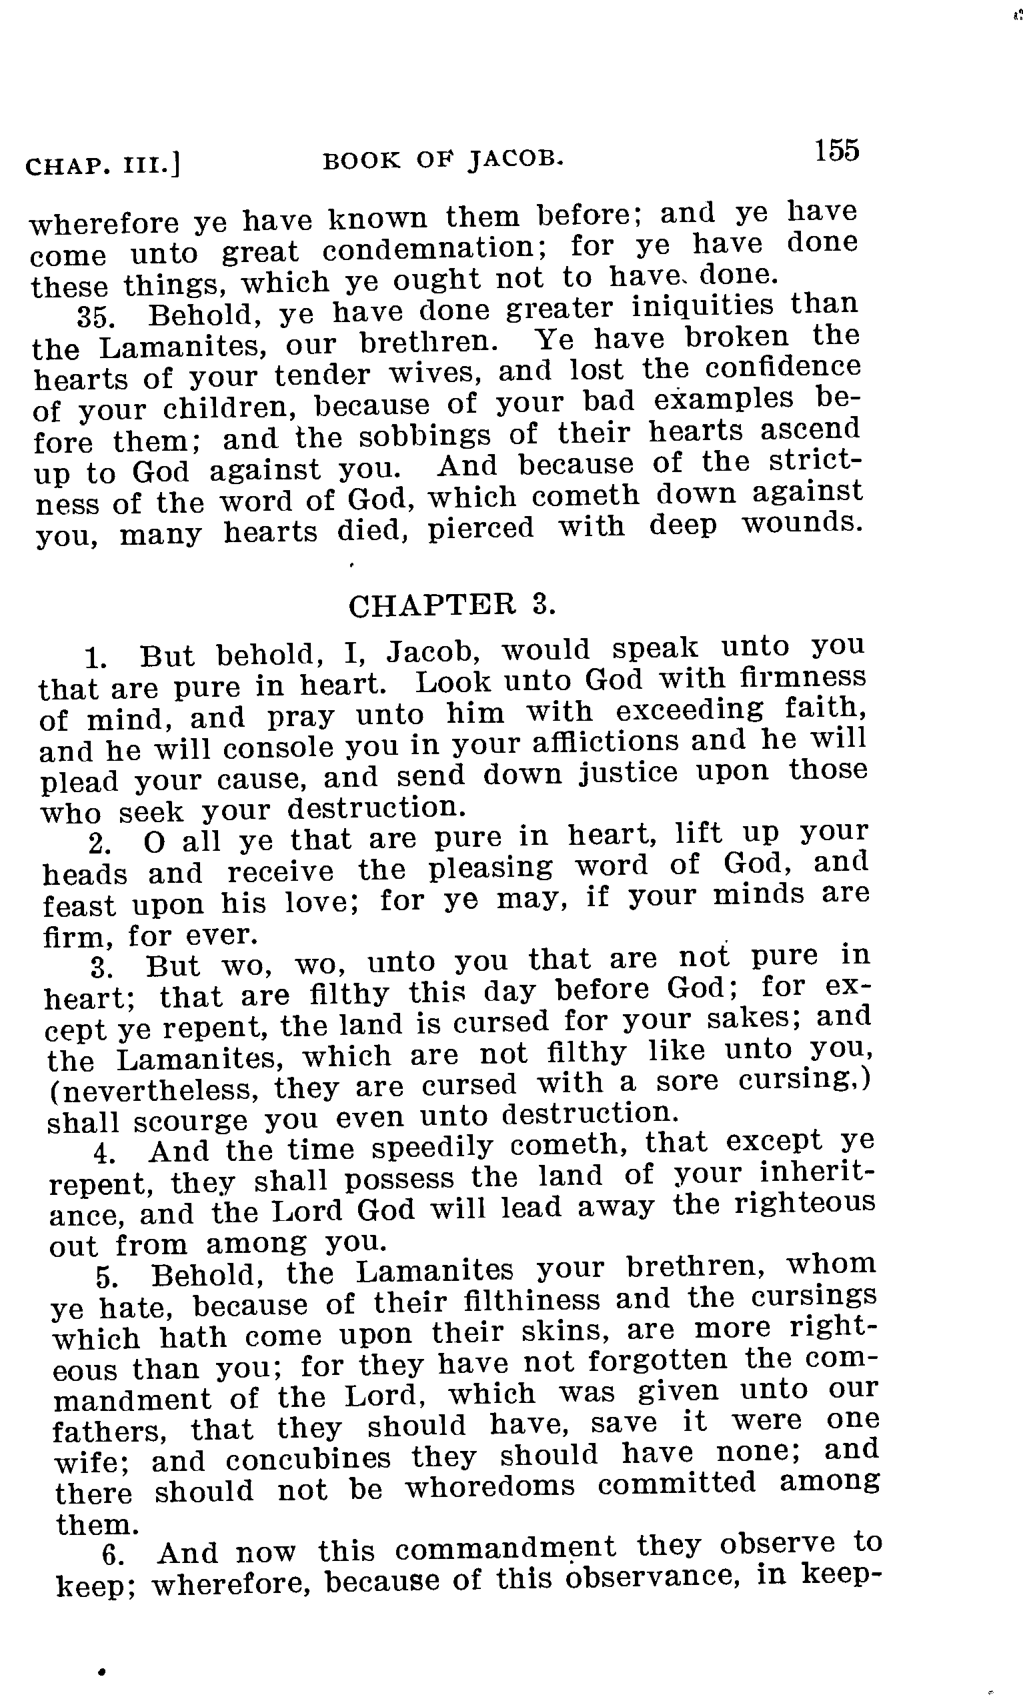 CHAP. III.] BOOK OF JACOB. 155
wherefore ye have known them before; and ye have
come unto great condemnation; for ye have done
these things, which ye ought not to have done.
35. Behold, ye have done greater iniquities than
the Lamanites, our brethren. Ye have broken the
hearts of your tender wives, and lost the confidence
of your children, because of your bad examples be-
fore them; and the sobbings of their hearts ascend
up to God against you. And because of the strict-
ness of the word of God, which cometh down against
you, many hearts died, pierced with deep wounds.
CHAPTER 3.
1. But behold, I, Jacob, would speak unto you
that are pure in heart. Look unto God with firmness
of mind, and pray unto him with exceeding faith,
and he will console you in your afflictions and he will
plead your cause, and send down justice upon those
who seek your destruction.
2. O all ye that are pure in heart, lift up your
heads and receive the pleasing word of God, and
feast upon his love; for ye may, if your minds are
firm, for ever.
3. But wo, wo, unto you that are not pure in
heart; that are filthy this day before God; for ex-
cept ye repent, the land is cursed for your sakes; and
the Lamanites, which are not filthy like unto you,
(nevertheless, they are cursed with a sore cursing,)
shall scourge you even unto destruction.
4. And the time speedily cometh, that except ye
repent, they shall possess the land of your inherit-
ance, and the Lord God will lead away the righteous
out from among you.
5. Behold, the Lamanites your brethren, whom
ye hate, because of their filthiness and the cursings
which hath come upon their skins, are more right-
eous than you; for they have not forgotten the com-
mandment of the Lord, which was given unto our
fathers, that they should have, save it were one
wife; and concubines they should have none; and
there should not be whoredoms committed among
them.
6. And now this commandment they observe to
keep; wherefore, because of this observance, in keep-